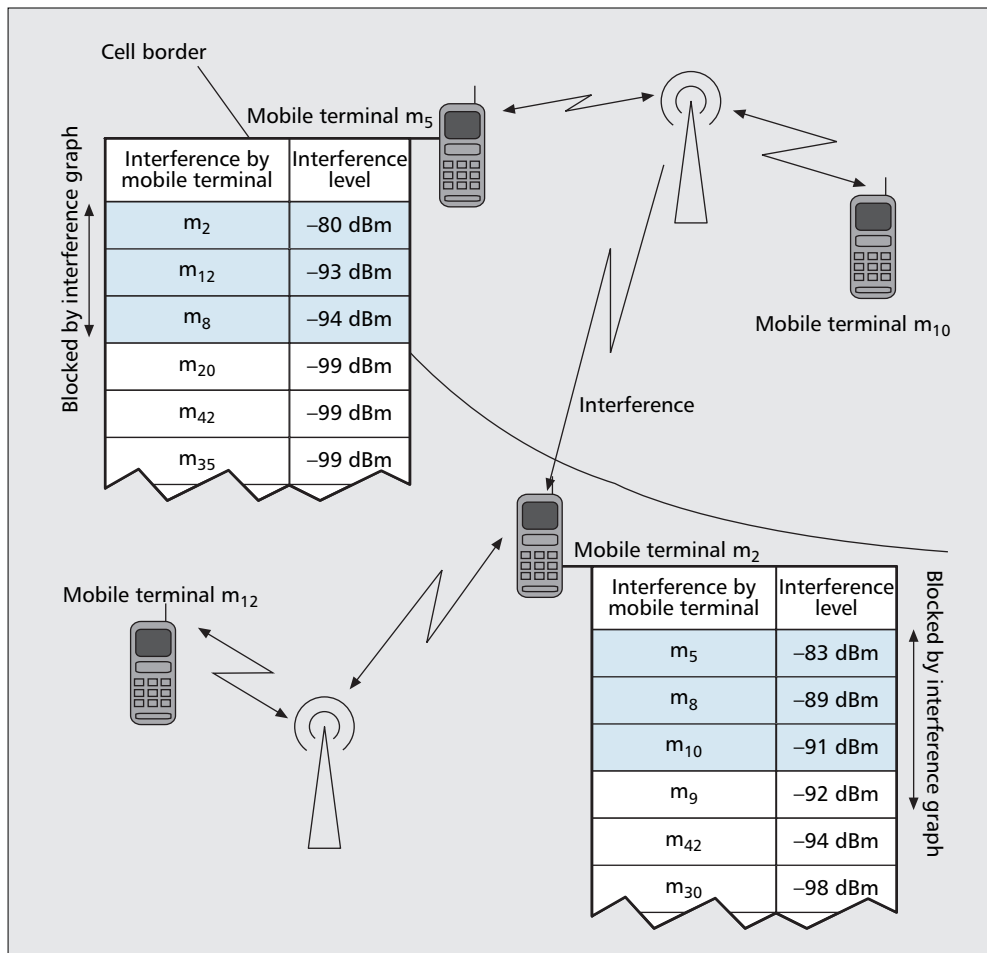 Cell border
Mobile terminal m₅
Blocked by interference graph
Interference by mobile terminal
Interference level
m₂ –80 dBm
m₁₂ –93 dBm
m₈ –94 dBm
m₂₀ –99 dBm
m₄₂ –99 dBm
m₃₅ –99 dBm
Mobile terminal m₁₀
Interference
Mobile terminal m₂
Mobile terminal m₁₂
Interference by mobile terminal
Interference level
m₅ –83 dBm
m₈ –89 dBm
m₁₀ –91 dBm
m₉ –92 dBm
m₄₂ –94 dBm
m₃₀ –98 dBm
Blocked by interference graph